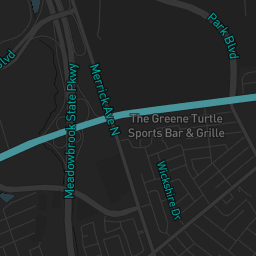 Park Blvd
Blvd
Meadowbrook State Pkwy
Merrick Ave N
The Greene Turtle
Sports Bar & Grille
Wickshire Dr